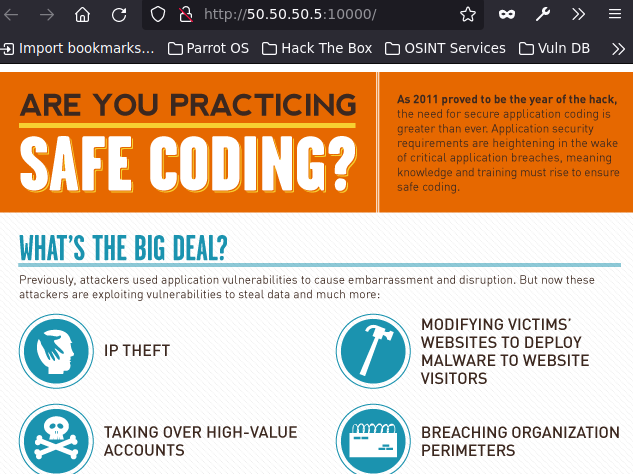 http://50.50.50.5:10000/
Import bookmarks...
Parrot OS
Hack The Box
OSINT Services
Vuln DB
ARE YOU PRACTICING
SAFE CODING?
As 2011 proved to be the year of the hack,
the need for secure application coding is
greater than ever. Application security
requirements are heightening in the wake
of critical application breaches, meaning
knowledge and training must rise to ensure
safe coding.
WHAT'S THE BIG DEAL?
Previously, attackers used application vulnerabilities to cause embarrassment and disruption. But now these
attackers are exploiting vulnerabilities to steal data and much more:
IP THEFT
MODIFYING VICTIMS'
WEBSITES TO DEPLOY
MALWARE TO WEBSITE
VISITORS
TAKING OVER HIGH-VALUE
ACCOUNTS
BREACHING ORGANIZATION
PERIMETERS